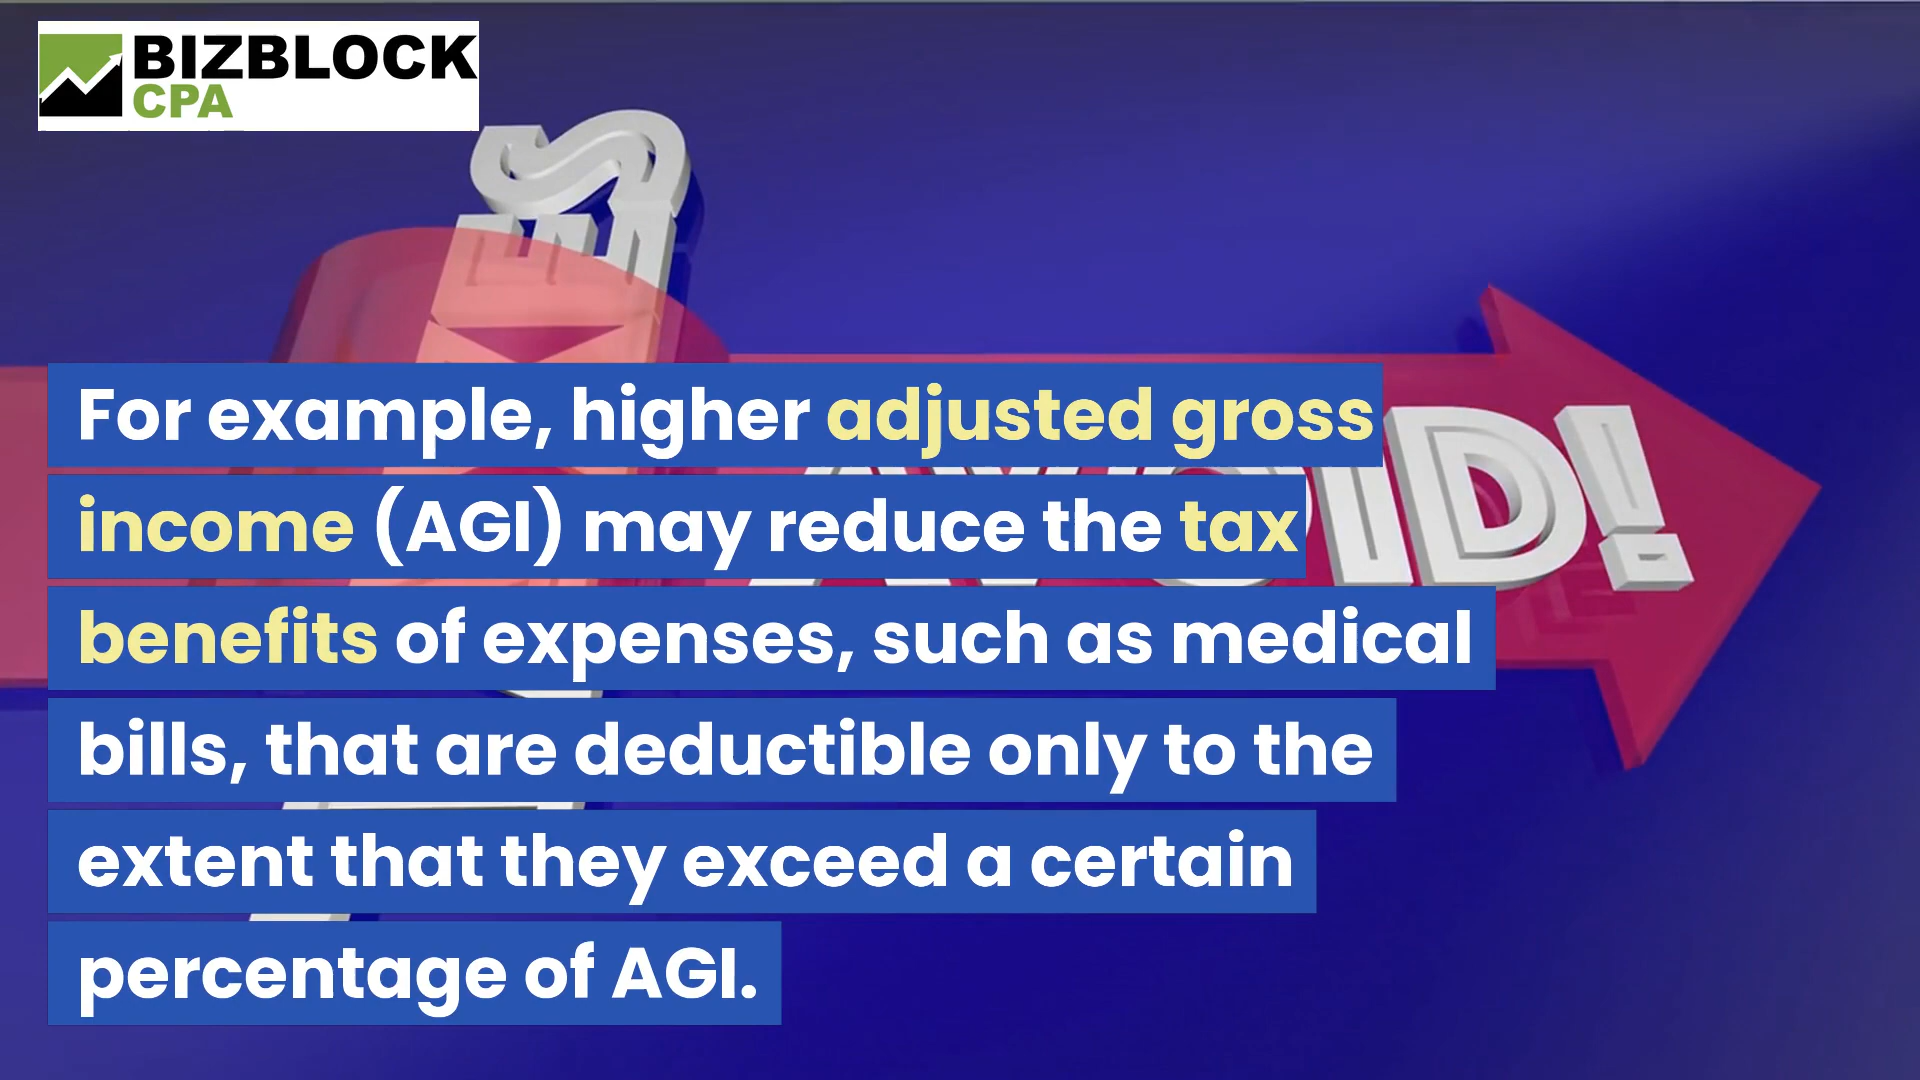 BIZBLOCK
CPA
For example, higher adjusted gross
income (AGI) may reduce the tax
benefits of expenses, such as medical
bills, that are deductible only to the
extent that they exceed a certain
percentage of AGI.